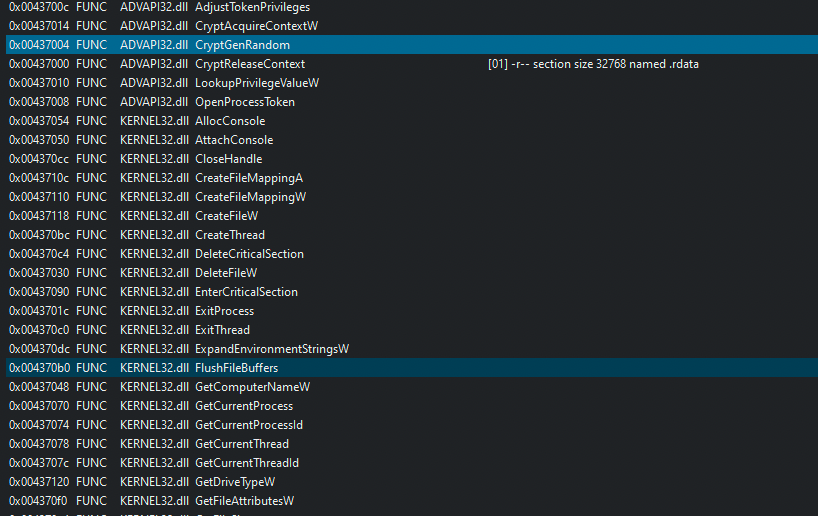 0x0043700c FUNC ADVAPI32.dll AdjustTokenPrivileges
0x00437014 FUNC ADVAPI32.dll CryptAcquireContextW
0x00437004 FUNC ADVAPI32.dll CryptGenRandom
0x00437000 FUNC ADVAPI32.dll CryptReleaseContext [01] -r-- section size 32768 named .rdata
0x00437010 FUNC ADVAPI32.dll LookupPrivilegeValueW
0x00437008 FUNC ADVAPI32.dll OpenProcessToken
0x00437054 FUNC KERNEL32.dll AllocConsole
0x00437050 FUNC KERNEL32.dll AttachConsole
0x004370cc FUNC KERNEL32.dll CloseHandle
0x0043710c FUNC KERNEL32.dll CreateFileMappingA
0x00437110 FUNC KERNEL32.dll CreateFileMappingW
0x00437118 FUNC KERNEL32.dll CreateFileW
0x004370bc FUNC KERNEL32.dll CreateThread
0x004370c4 FUNC KERNEL32.dll DeleteCriticalSection
0x00437030 FUNC KERNEL32.dll DeleteFileW
0x00437090 FUNC KERNEL32.dll EnterCriticalSection
0x0043701c FUNC KERNEL32.dll ExitProcess
0x004370c0 FUNC KERNEL32.dll ExitThread
0x004370dc FUNC KERNEL32.dll ExpandEnvironmentStringsW
0x004370b0 FUNC KERNEL32.dll FlushFileBuffers
0x00437048 FUNC KERNEL32.dll GetComputerNameW
0x00437070 FUNC KERNEL32.dll GetCurrentProcess
0x00437074 FUNC KERNEL32.dll GetCurrentProcessId
0x00437078 FUNC KERNEL32.dll GetCurrentThread
0x0043707c FUNC KERNEL32.dll GetCurrentThreadId
0x00437120 FUNC KERNEL32.dll GetDriveTypeW
0x004370f0 FUNC KERNEL32.dll GetFileAttributesW